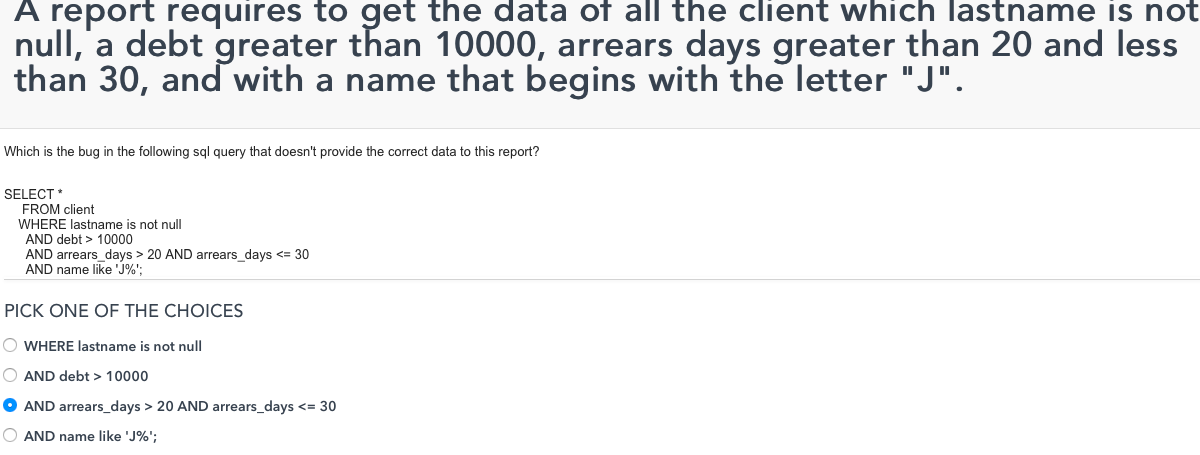 A report requires to get the data of all the client which lastname is not
null, a debt greater than 10000, arrears days greater than 20 and less
than 30, and with a name that begins with the letter "J".
Which is the bug in the following sql query that doesn't provide the correct data to this report?
SELECT *
FROM client
WHERE lastname is not null
AND debt > 10000
AND arrears_days > 20 AND arrears_days <= 30
AND name like 'J%';
PICK ONE OF THE CHOICES
WHERE lastname is not null
AND debt > 10000
AND arrears_days > 20 AND arrears_days <= 30
AND name like 'J%';